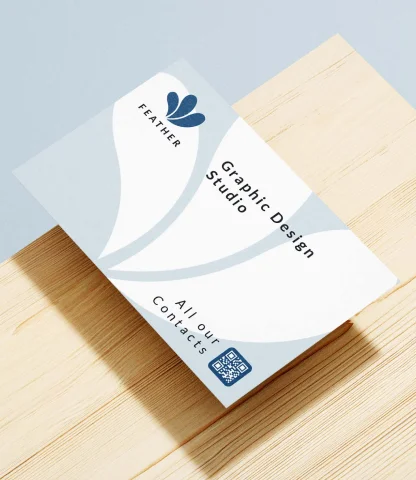 FEATHER
Graphic Design
Studio
All our
Contacts